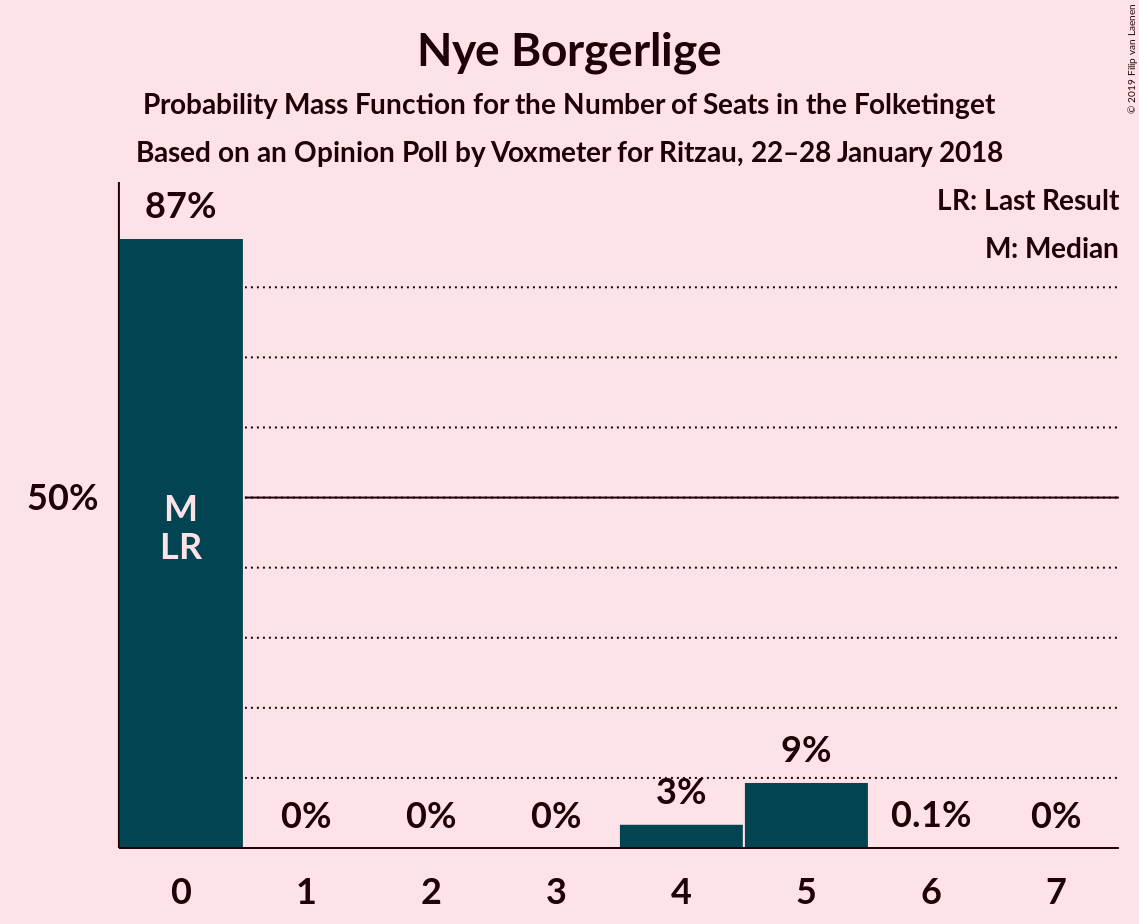 Nye Borgerlige
Probability Mass Function for the Number of Seats in the Folketinget
Based on an Opinion Poll by Voxmeter for Ritzau, 22–28 January 2018
© 2019 Filip van Laenen
LR: Last Result
M: Median
87%
50%
M
LR
0%
0%
0%
3%
9%
0.1%
0%
0
1
2
3
4
5
6
7